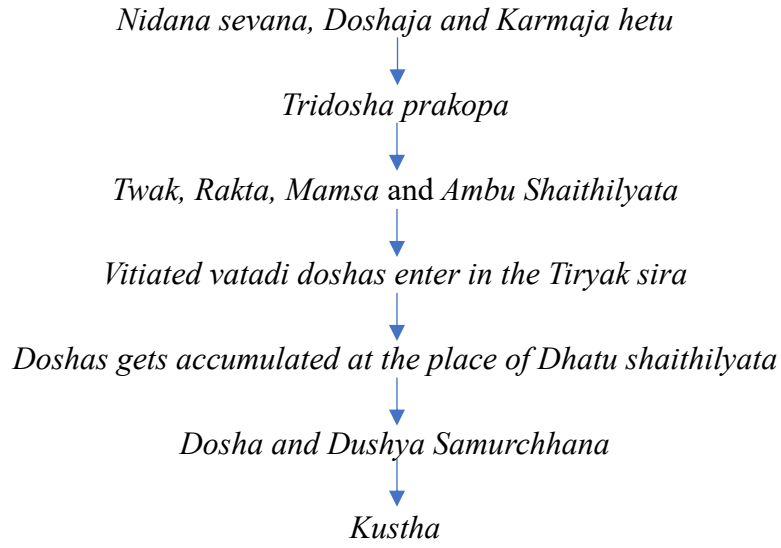 Nidana sevana, Doshaja and Karmaja hetu
Tridosha prakopa
Twak, Rakta, Mamsa and Ambu Shaithilyata
Vitiated vatadi doshas enter in the Tiryak sira
Doshas gets accumulated at the place of Dhatu shaithilyata
Dosha and Dushya Samurchhana
Kustha